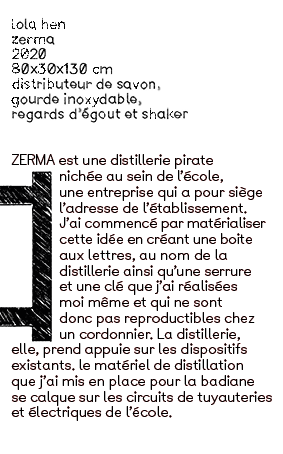 lola hen
zerma
2020
80x30x130 cm
distributeur de savon,
gourde inoxydable,
regards d'égout et shaker
ZERMA est une distillerie pirate
nichée au sein de l'école,
une entreprise qui a pour siège
l'adresse de l'établissement.
J'ai commencé par matérialiser
cette idée en créant une boite
aux lettres, au nom de la
distillerie ainsi qu'une serrure
et une clé que j'ai réalisées
moi même et qui ne sont
donc pas reproductibles chez
un cordonnier. La distillerie,
elle, prend appuie sur les dispositifs
existants. le matériel de distillation
que j'ai mis en place pour la badiane
se calque sur les circuits de tuyauteries
et électriques de l'école.